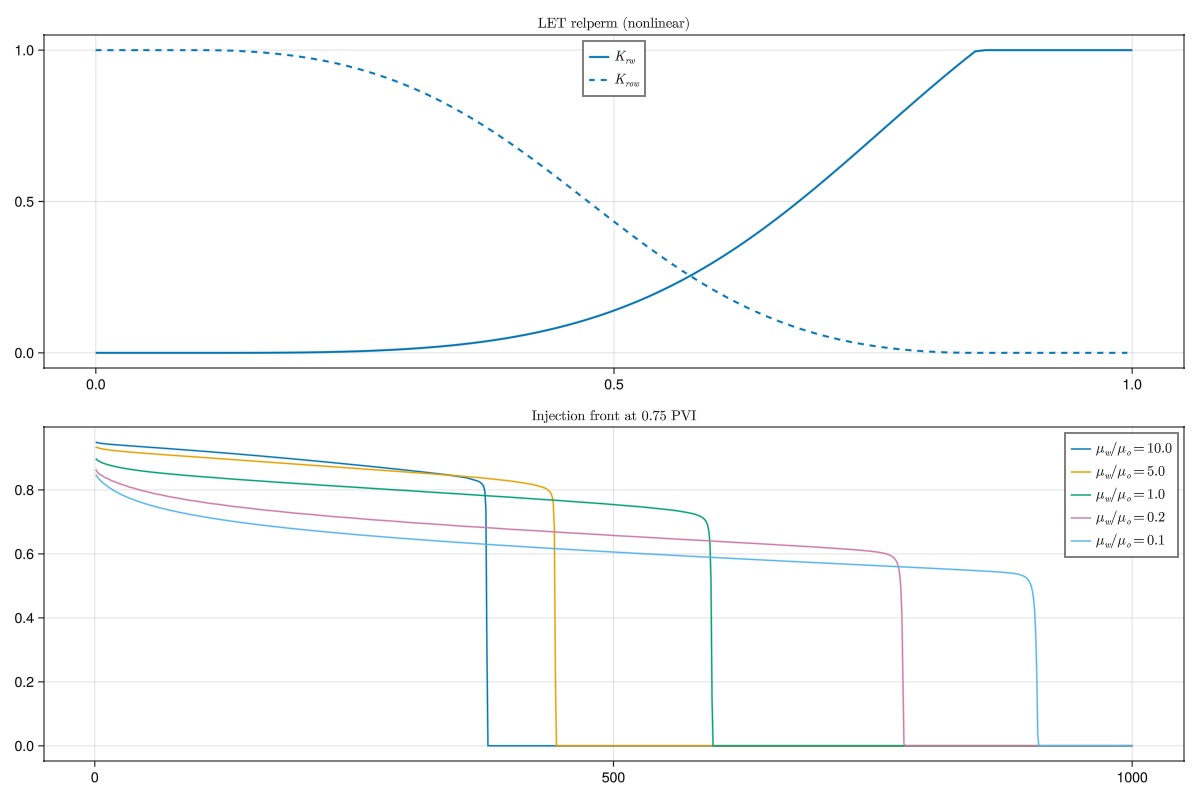 LET relperm (nonlinear)
1.0
0.5
0.0
K_rw
K_row
0.0 0.5 1.0
Injection front at 0.75 PVI
0.8
0.6
0.4
0.2
0.0
μ_w/μ_o = 10.0
μ_w/μ_o = 5.0
μ_w/μ_o = 1.0
μ_w/μ_o = 0.2
μ_w/μ_o = 0.1
0 500 1000